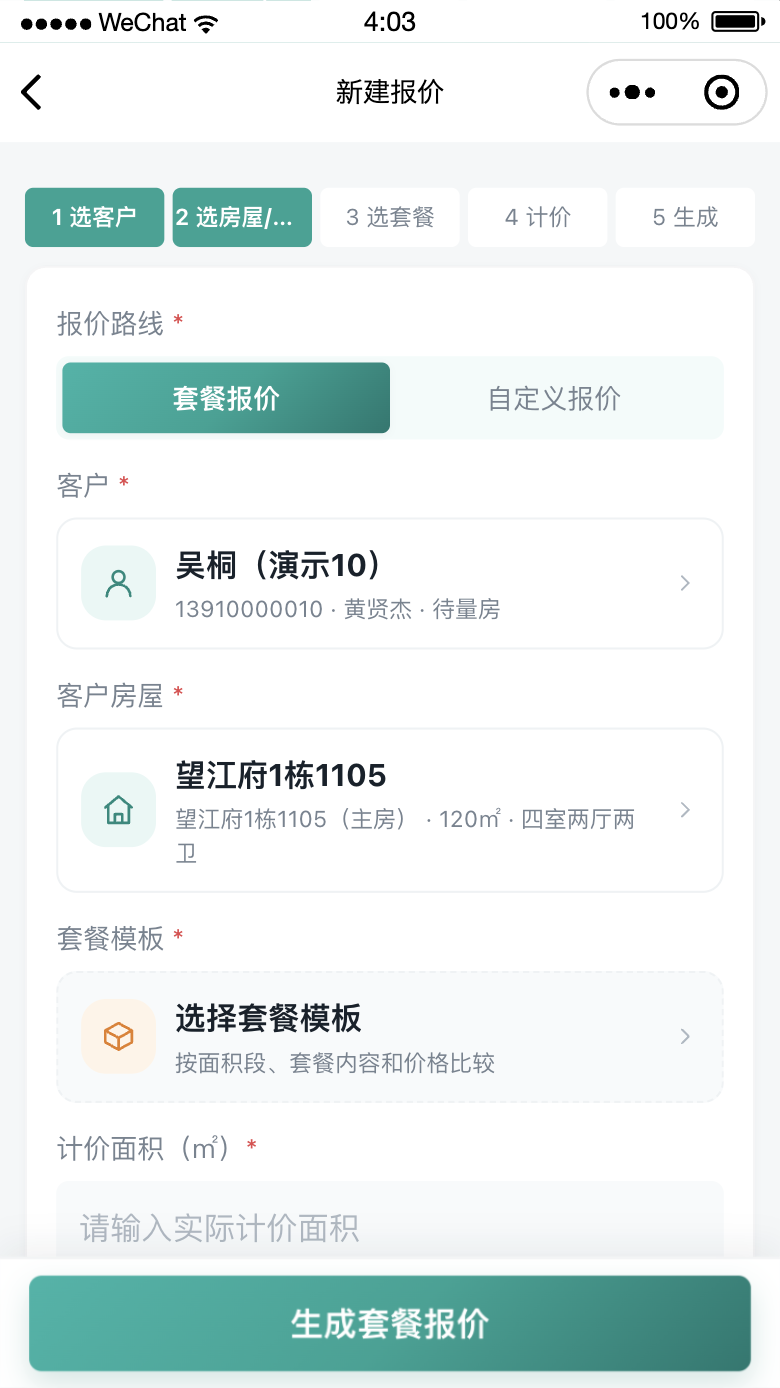 WeChat 4:03 100%
新建报价
1 选客户 2 选房屋/... 3 选套餐 4 计价 5 生成
报价路线 *
套餐报价 自定义报价
客户 *
吴桐（演示10）
13910000010 · 黄贤杰 · 待量房
客户房屋 *
望江府1栋1105
望江府1栋1105（主房） · 120㎡ · 四室两厅两
卫
套餐模板 *
选择套餐模板
按面积段、套餐内容和价格比较
计价面积（㎡） *
请输入实际计价面积
生成套餐报价